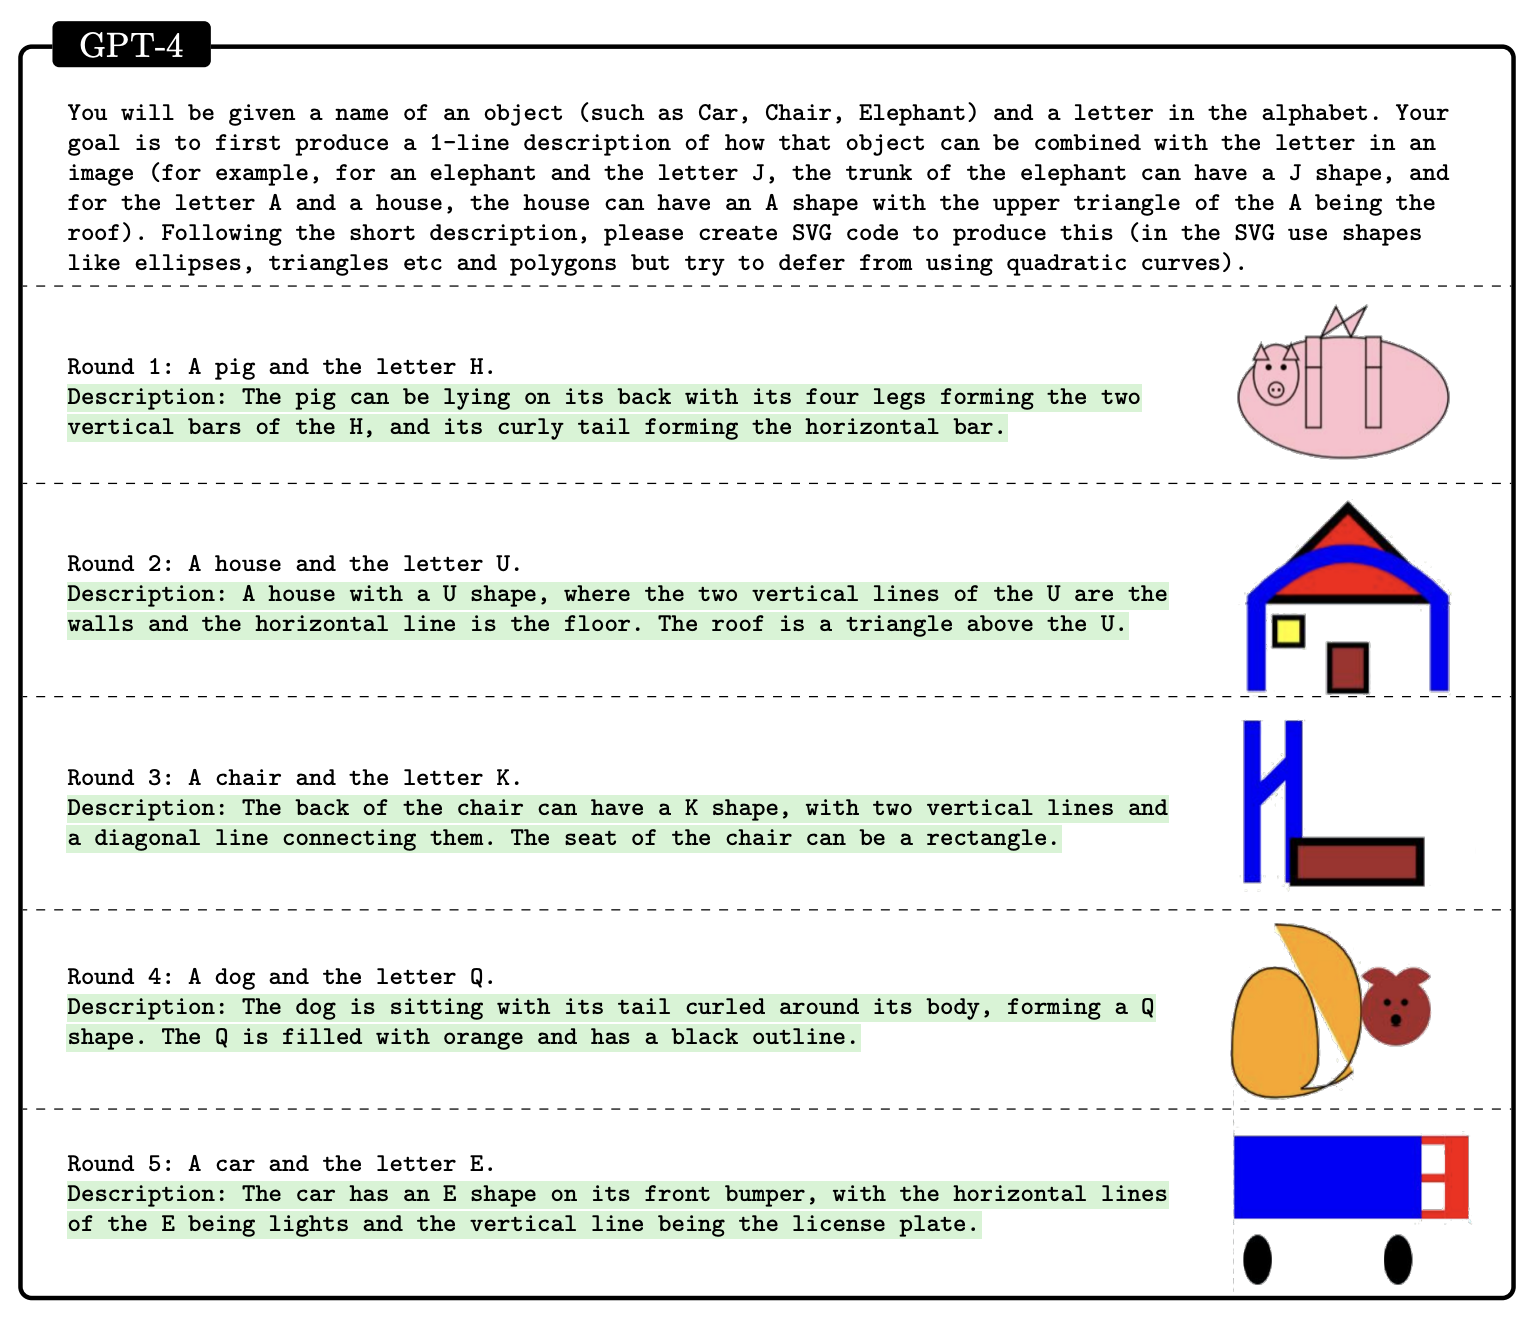 GPT-4
You will be given a name of an object (such as Car, Chair, Elephant) and a letter in the alphabet. Your
goal is to first produce a 1-line description of how that object can be combined with the letter in an
image (for example, for an elephant and the letter J, the trunk of the elephant can have a J shape, and
for the letter A and a house, the house can have an A shape with the upper triangle of the A being the
roof). Following the short description, please create SVG code to produce this (in the SVG use shapes
like ellipses, triangles etc and polygons but try to defer from using quadratic curves).
Round 1: A pig and the letter H.
Description: The pig can be lying on its back with its four legs forming the two
vertical bars of the H, and its curly tail forming the horizontal bar.
Round 2: A house and the letter U.
Description: A house with a U shape, where the two vertical lines of the U are the
walls and the horizontal line is the floor. The roof is a triangle above the U.
Round 3: A chair and the letter K.
Description: The back of the chair can have a K shape, with two vertical lines and
a diagonal line connecting them. The seat of the chair can be a rectangle.
Round 4: A dog and the letter Q.
Description: The dog is sitting with its tail curled around its body, forming a Q
shape. The Q is filled with orange and has a black outline.
Round 5: A car and the letter E.
Description: The car has an E shape on its front bumper, with the horizontal lines
of the E being lights and the vertical line being the license plate.